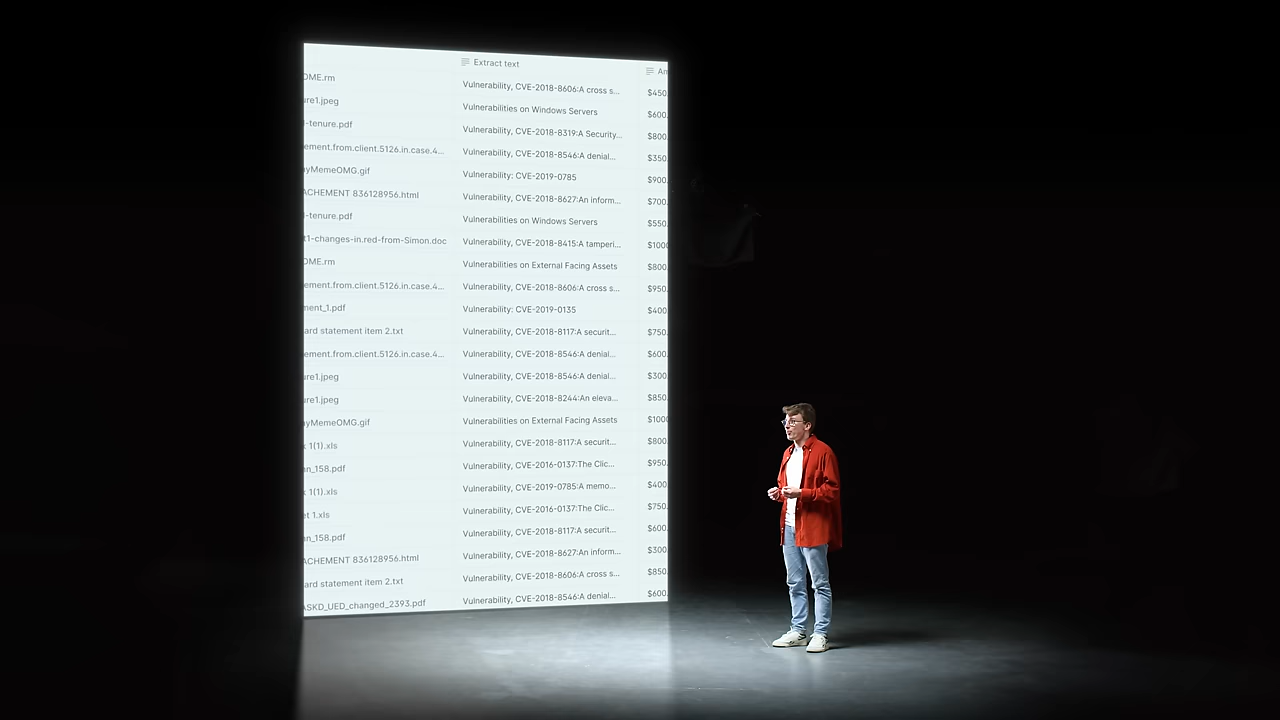 Extract text
An
OME.rm
Vulnerability, CVE-2018-8606:A cross s...
$450.
ure1.jpeg
Vulnerabilities on Windows Servers
$600.
l-tenure.pdf
Vulnerability, CVE-2018-8319:A Security...
$800.
ement.from.client.5126.in.case.4...
Vulnerability, CVE-2018-8546:A denial...
$350.
yMemeOMG.gif
Vulnerability: CVE-2019-0785
$900.
ACHEMENT 836128956.html
Vulnerability, CVE-2018-8627:An inform...
$700.
l-tenure.pdf
Vulnerabilities on Windows Servers
$550.
t1-changes-in.red-from-Simon.doc
Vulnerability, CVE-2018-8415:A tamperi...
$1000
OME.rm
Vulnerabilities on External Facing Assets
$800.
ement.from.client.5126.in.case.4...
Vulnerability, CVE-2018-8606:A cross s...
$950.
ment_1.pdf
Vulnerability: CVE-2019-0135
$400.
ard statement item 2.txt
Vulnerability, CVE-2018-8117:A securit...
$750.
ement.from.client.5126.in.case.4...
Vulnerability, CVE-2018-8546:A denial...
$600.
ure1.jpeg
Vulnerability, CVE-2018-8546:A denial...
$300.
ure1.jpeg
Vulnerability, CVE-2018-8244:An eleva...
$850.
yMemeOMG.gif
Vulnerabilities on External Facing Assets
$1000
k 1(1).xls
Vulnerability, CVE-2018-8117:A securit...
$800.
an_158.pdf
Vulnerability, CVE-2016-0137:The Clic...
$950.
k 1(1).xls
Vulnerability, CVE-2019-0785:A memo...
$400.
et 1.xls
Vulnerability, CVE-2016-0137:The Clic...
$750.
an_158.pdf
Vulnerability, CVE-2018-8117:A securit...
$600.
ACHEMENT 836128956.html
Vulnerability, CVE-2018-8627:An inform...
$300.
ard statement item 2.txt
Vulnerability, CVE-2018-8606:A cross s...
$850.
ASKD_UED_changed_2393.pdf
Vulnerability, CVE-2018-8546:A denial...
$600.